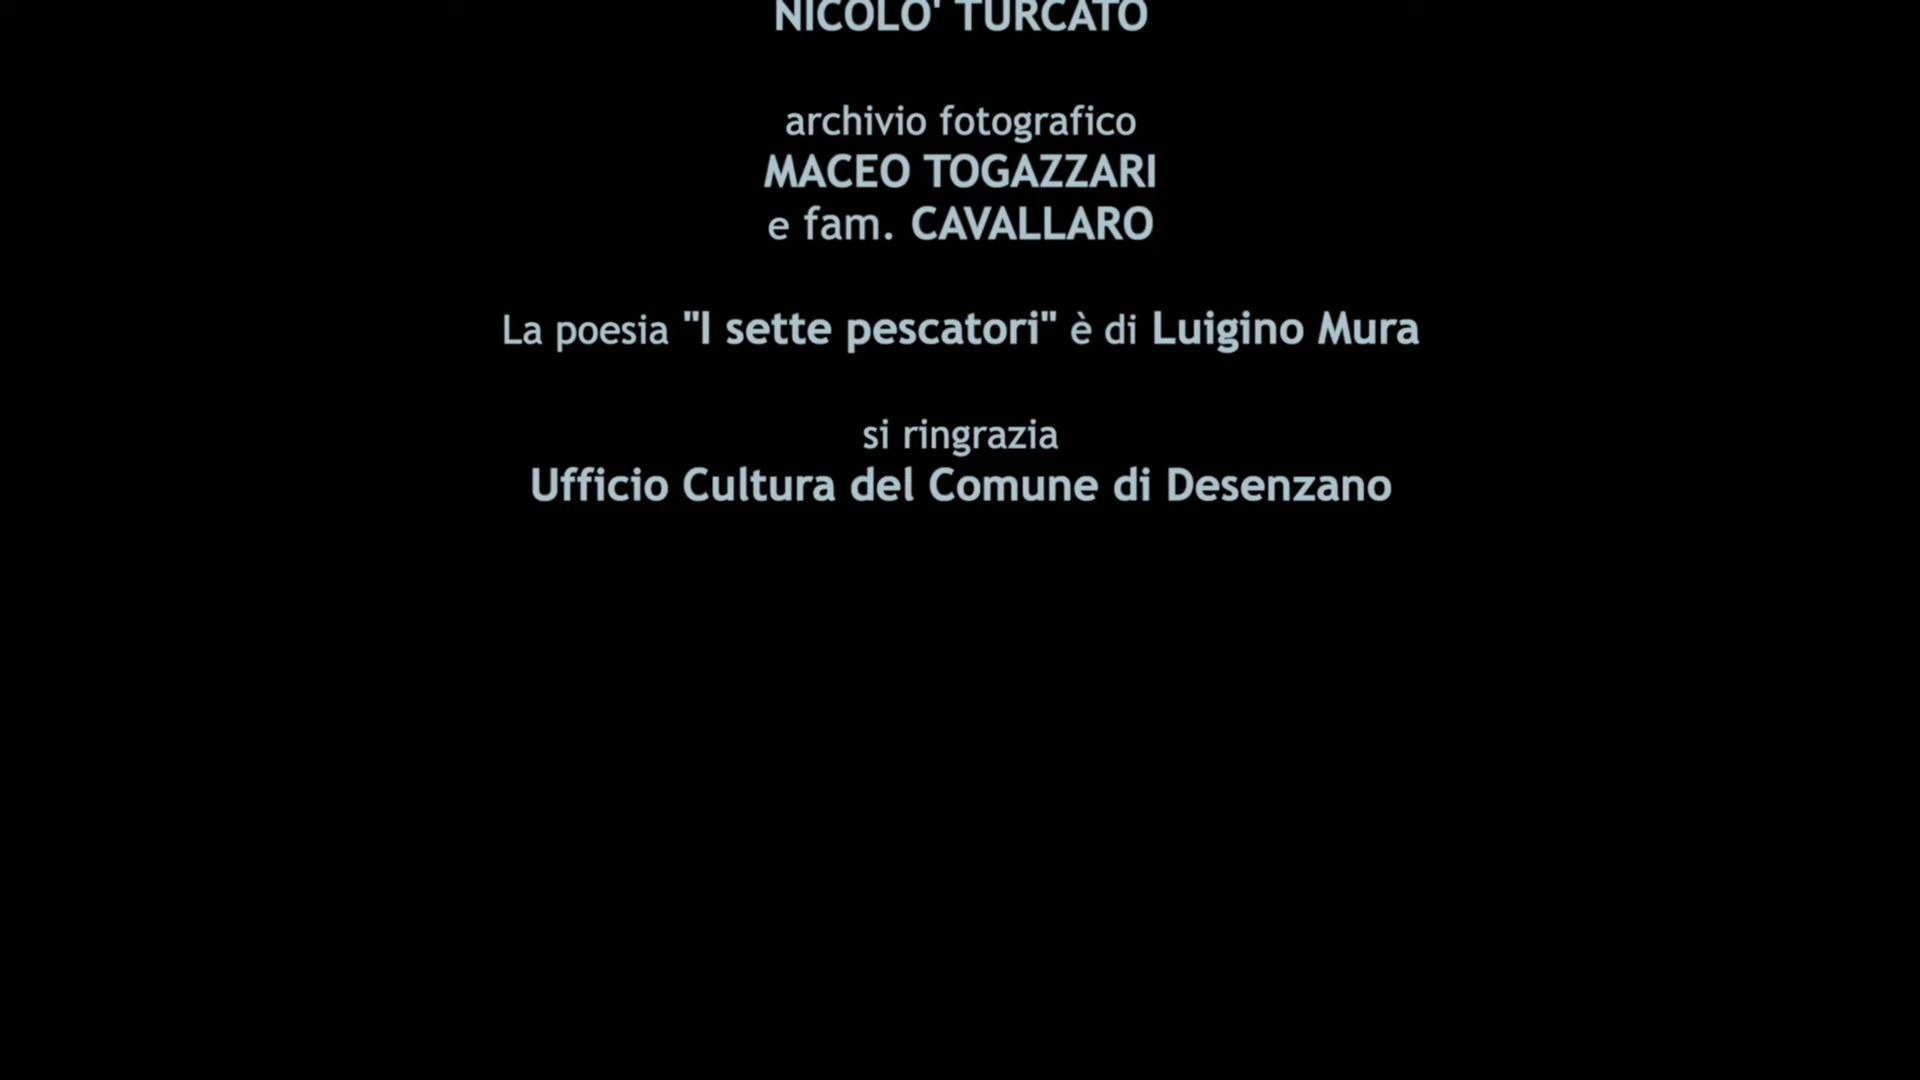 NICOLO' TURCATO
archivio fotografico
MACEO TOGAZZARI
e fam. CAVALLARO
La poesia "I sette pescatori" è di Luigino Mura
si ringrazia
Ufficio Cultura del Comune di Desenzano